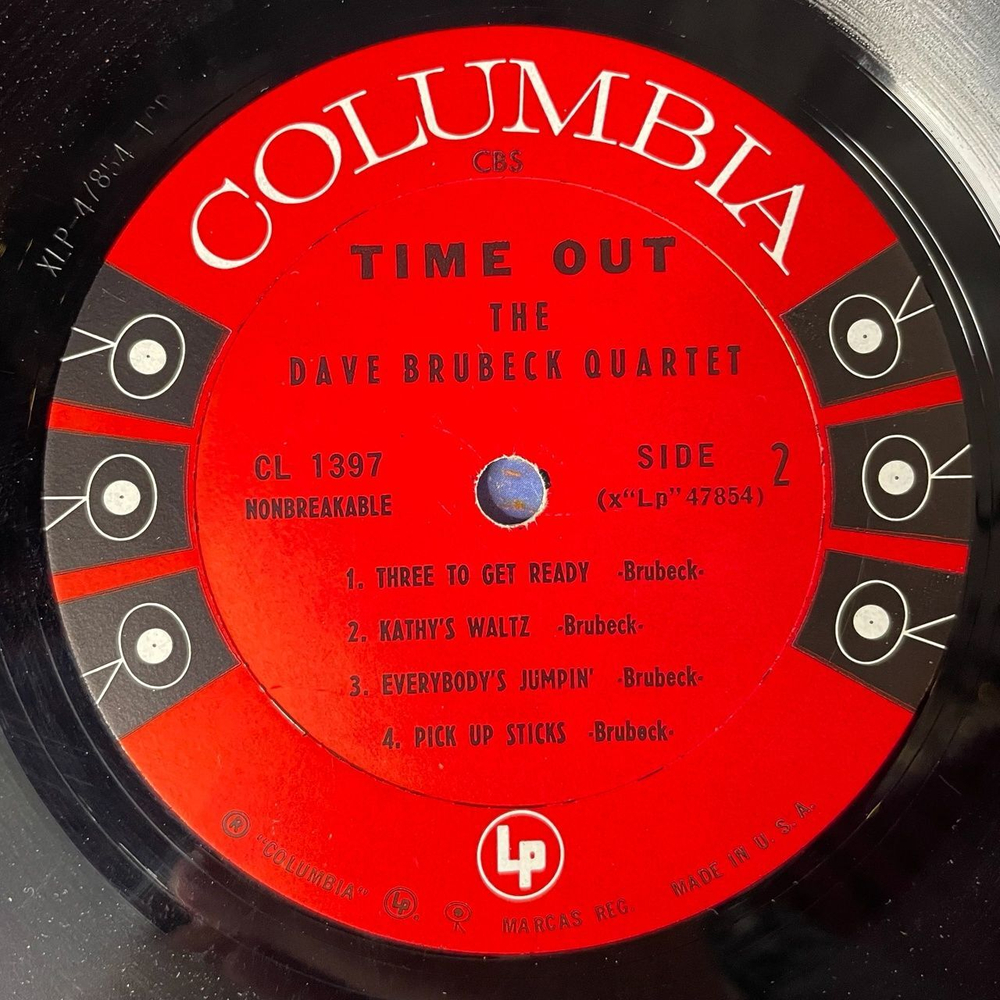 COLUMBIA
CBS
TIME OUT
THE
DAVE BRUBECK QUARTET
CL 1397
NONBREAKABLE
SIDE 2
(x"Lp" 47854)
1. THREE TO GET READY -Brubeck-
2. KATHY'S WALTZ -Brubeck-
3. EVERYBODY'S JUMPIN' -Brubeck-
4. PICK UP STICKS -Brubeck-
Lp
® "COLUMBIA" Lp. MARCAS REG. MADE IN U. S. A.
XLP-47854